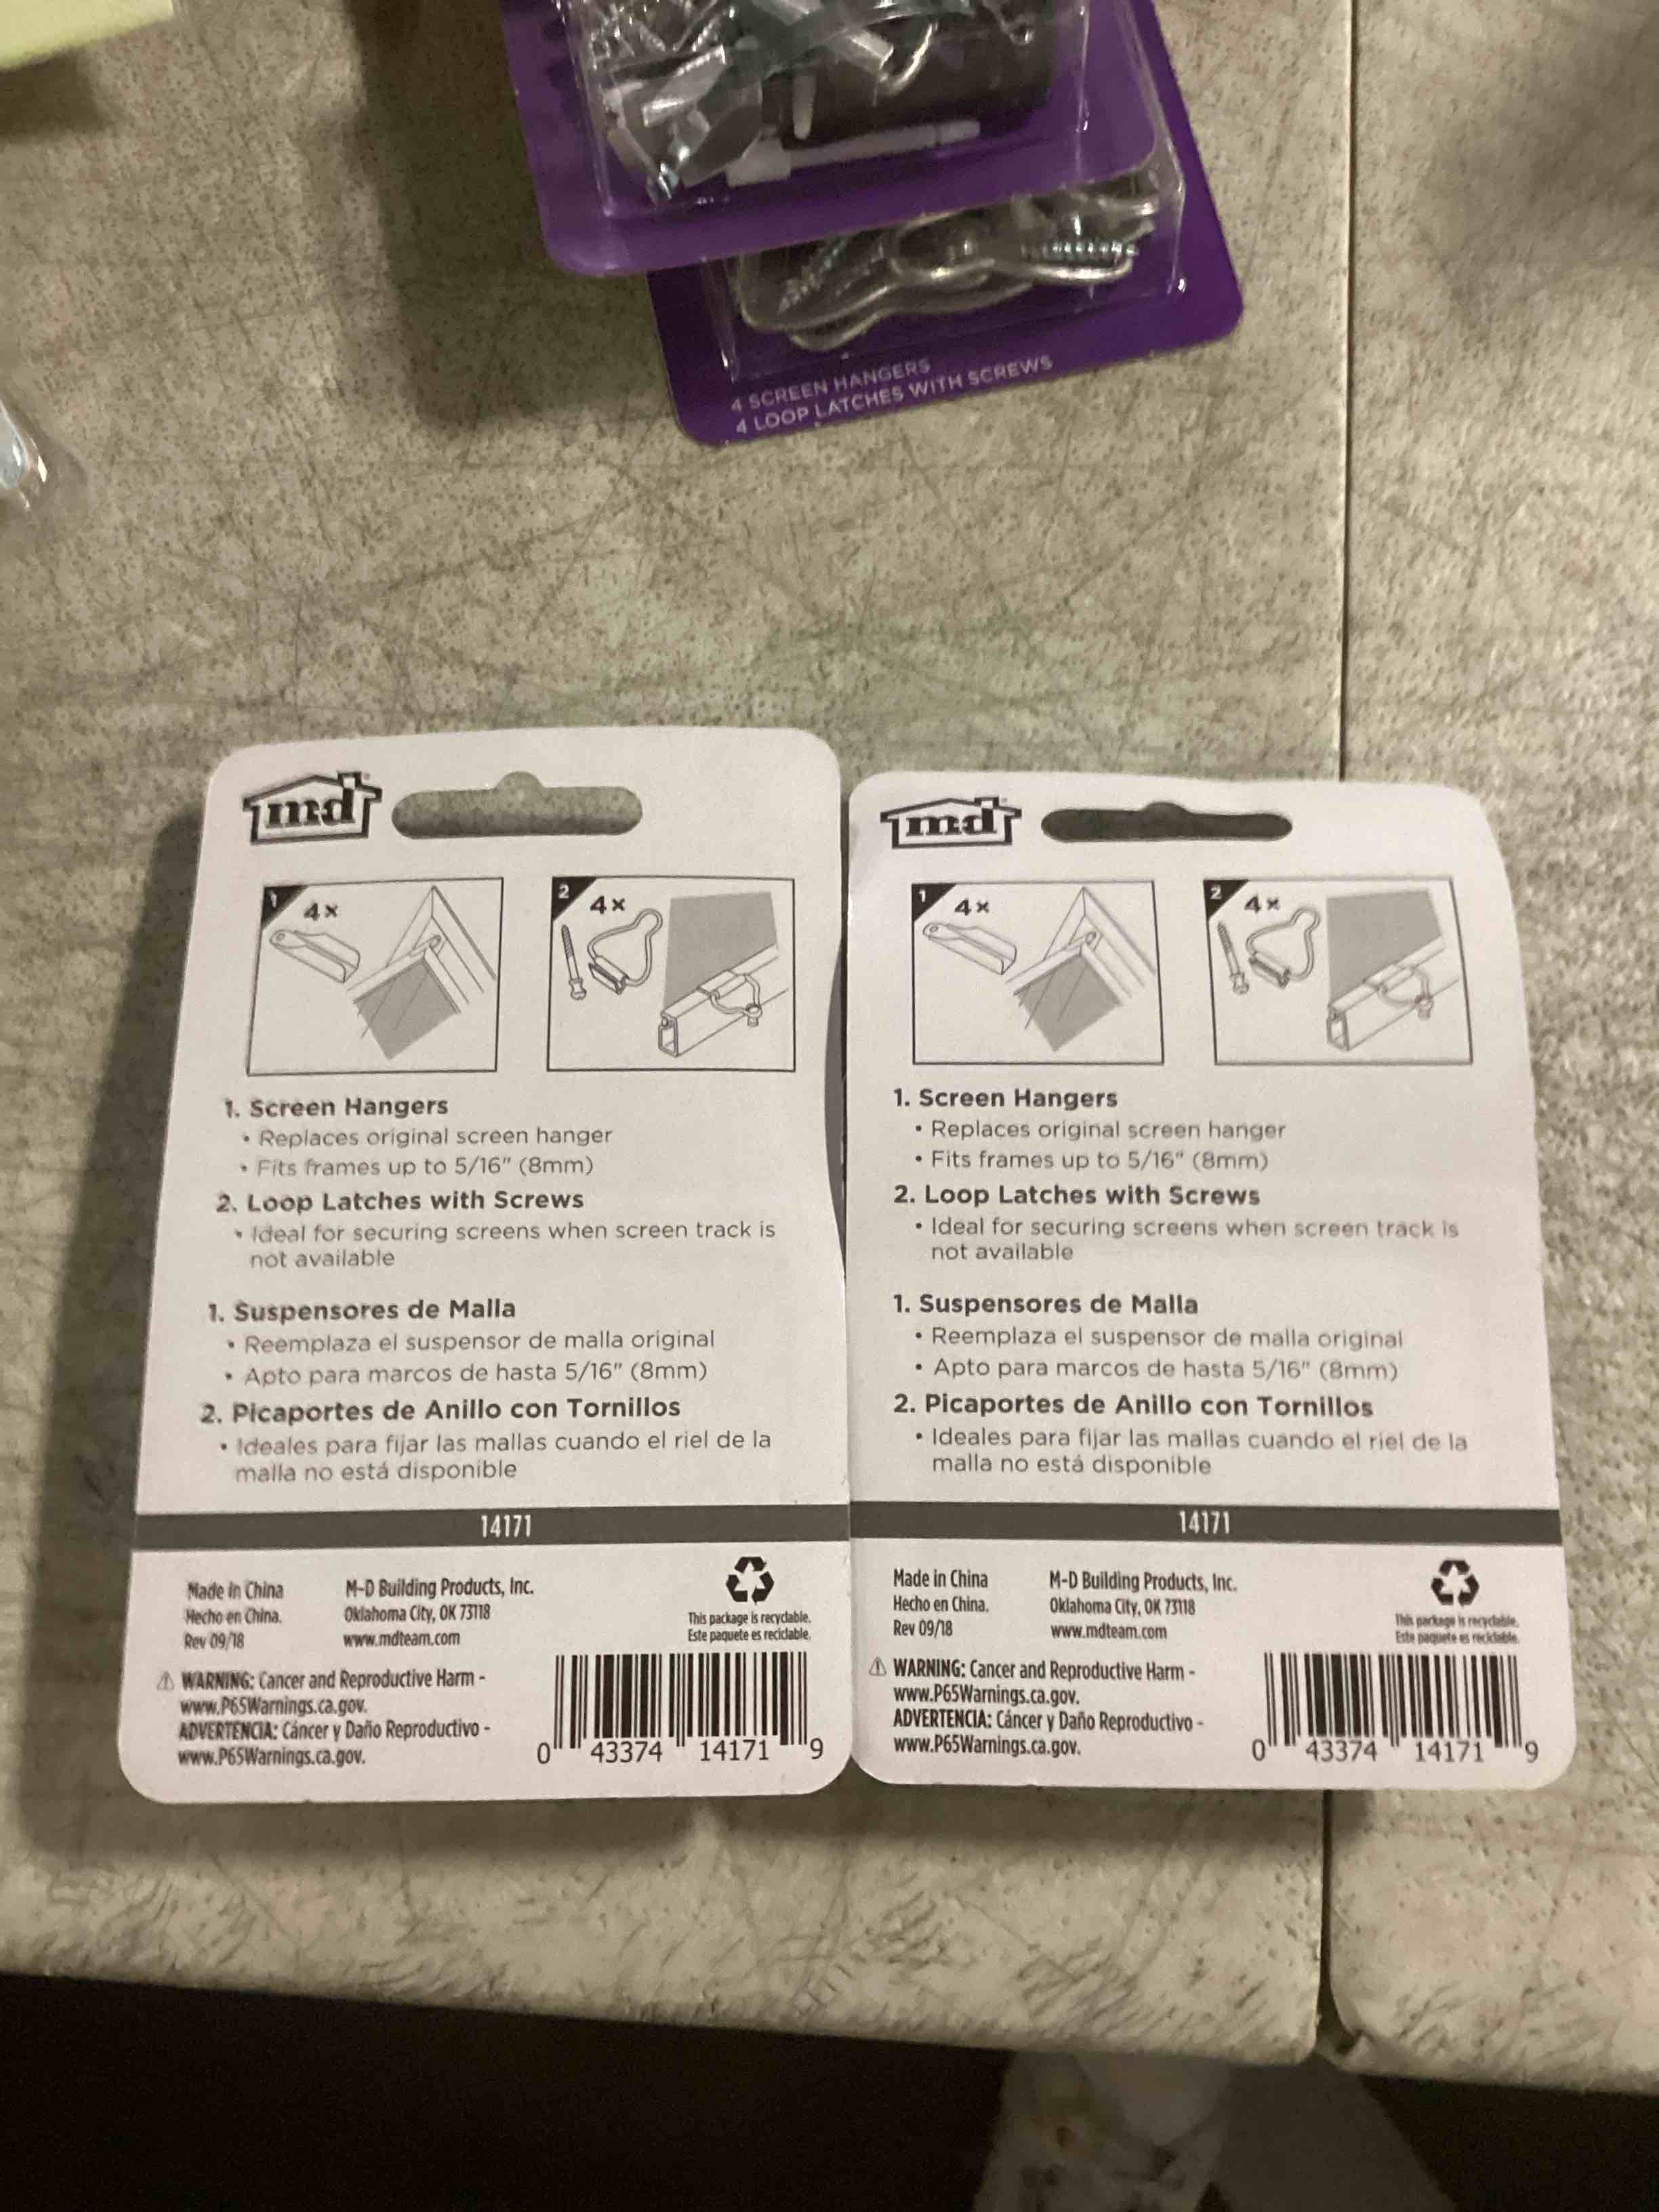 4 SCREEN HANGERS
4 LOOP LATCHES WITH SCREWS
md
1
4x
2
4x
1. Screen Hangers
• Replaces original screen hanger
• Fits frames up to 5/16" (8mm)
2. Loop Latches with Screws
• Ideal for securing screens when screen track is
not available
1. Suspensores de Malla
• Reemplaza el suspensor de malla original
• Apto para marcos de hasta 5/16" (8mm)
2. Picaportes de Anillo con Tornillos
• Ideales para fijar las mallas cuando el riel de la
malla no está disponible
14171
Made in China
Hecho en China.
Rev 09/18
M-D Building Products, Inc.
Oklahoma City, OK 73118
www.mdteam.com
This package is recyclable.
Este paquete es reciclable.
⚠ WARNING: Cancer and Reproductive Harm -
www.P65Warnings.ca.gov.
ADVERTENCIA: Cáncer y Daño Reproductivo -
www.P65Warnings.ca.gov.
0 43374 14171 9
md
1
4x
2
4x
1. Screen Hangers
• Replaces original screen hanger
• Fits frames up to 5/16" (8mm)
2. Loop Latches with Screws
• Ideal for securing screens when screen track is
not available
1. Suspensores de Malla
• Reemplaza el suspensor de malla original
• Apto para marcos de hasta 5/16" (8mm)
2. Picaportes de Anillo con Tornillos
• Ideales para fijar las mallas cuando el riel de la
malla no está disponible
14171
Made in China
Hecho en China.
Rev 09/18
M-D Building Products, Inc.
Oklahoma City, OK 73118
www.mdteam.com
This package is recyclable.
Este paquete es reciclable.
⚠ WARNING: Cancer and Reproductive Harm -
www.P65Warnings.ca.gov.
ADVERTENCIA: Cáncer y Daño Reproductivo -
www.P65Warnings.ca.gov.
0 43374 14171 9